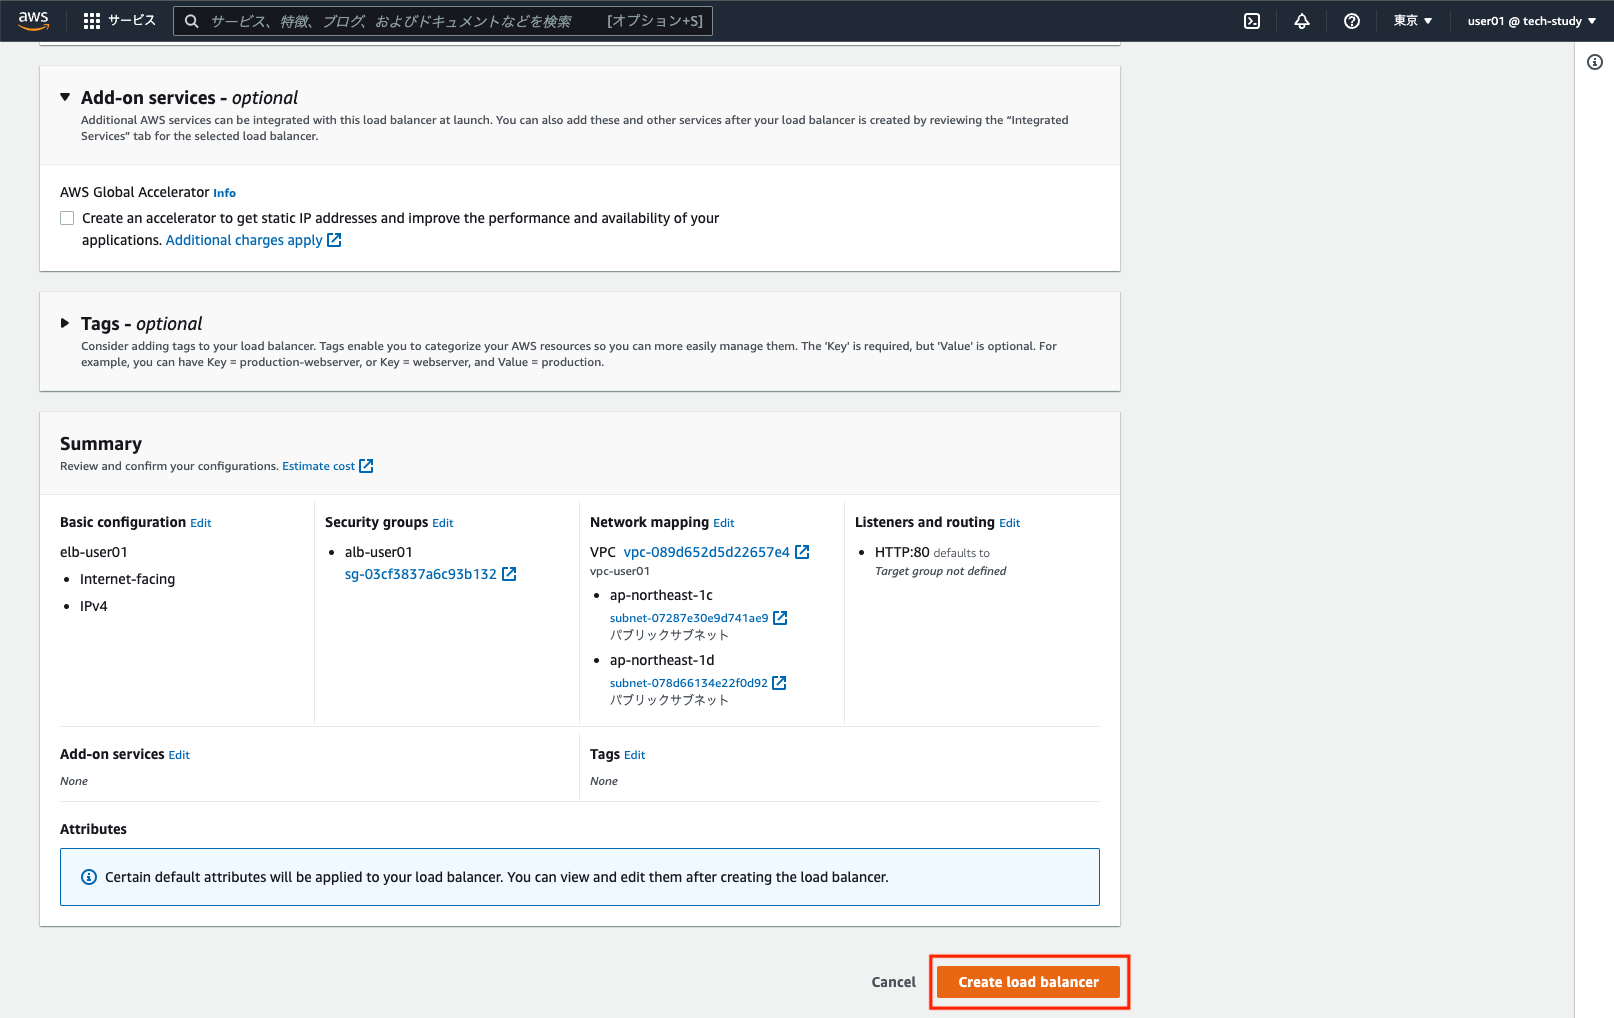 aws サービス サービス、特徴、ブログ、およびドキュメントなどを検索 [オプション+S] 東京 user01 @ tech-study
Add-on services - optional
Additional AWS services can be integrated with this load balancer at launch. You can also add these and other services after your load balancer is created by reviewing the "Integrated
Services" tab for the selected load balancer.
AWS Global Accelerator Info
Create an accelerator to get static IP addresses and improve the performance and availability of your
applications. Additional charges apply
Tags - optional
Consider adding tags to your load balancer. Tags enable you to categorize your AWS resources so you can more easily manage them. The 'Key' is required, but 'Value' is optional. For
example, you can have Key = production-webserver, or Key = webserver, and Value = production.
Summary
Review and confirm your configurations. Estimate cost
Basic configuration Edit
elb-user01
Internet-facing
IPv4
Security groups Edit
alb-user01
sg-03cf3837a6c93b132
Network mapping Edit
VPC vpc-089d652d5d22657e4
vpc-user01
ap-northeast-1c
subnet-07287e30e9d741ae9
パブリックサブネット
ap-northeast-1d
subnet-078d66134e22f0d92
パブリックサブネット
Listeners and routing Edit
HTTP:80 defaults to
Target group not defined
Add-on services Edit
None
Tags Edit
None
Attributes
Certain default attributes will be applied to your load balancer. You can view and edit them after creating the load balancer.
Cancel Create load balancer